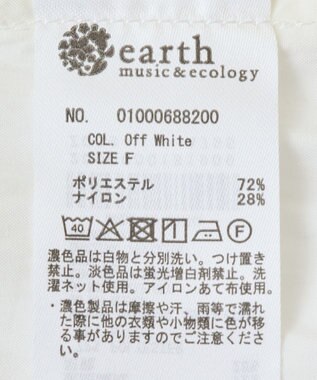 earth
music&ecology
NO. 01000688200
COL. Off White
SIZE F
ポリエステル 72%
ナイロン 28%
40 F
濃色品は白物と分別洗い。つけ置き
禁止。淡色品は蛍光増白剤禁止。洗
濯ネット使用。アイロンあて布使用。
・濃色製品は摩擦や汗、雨等で濡れ
た際に他の衣類や小物類に色が移
る事がありますのでご注意くださ
い。